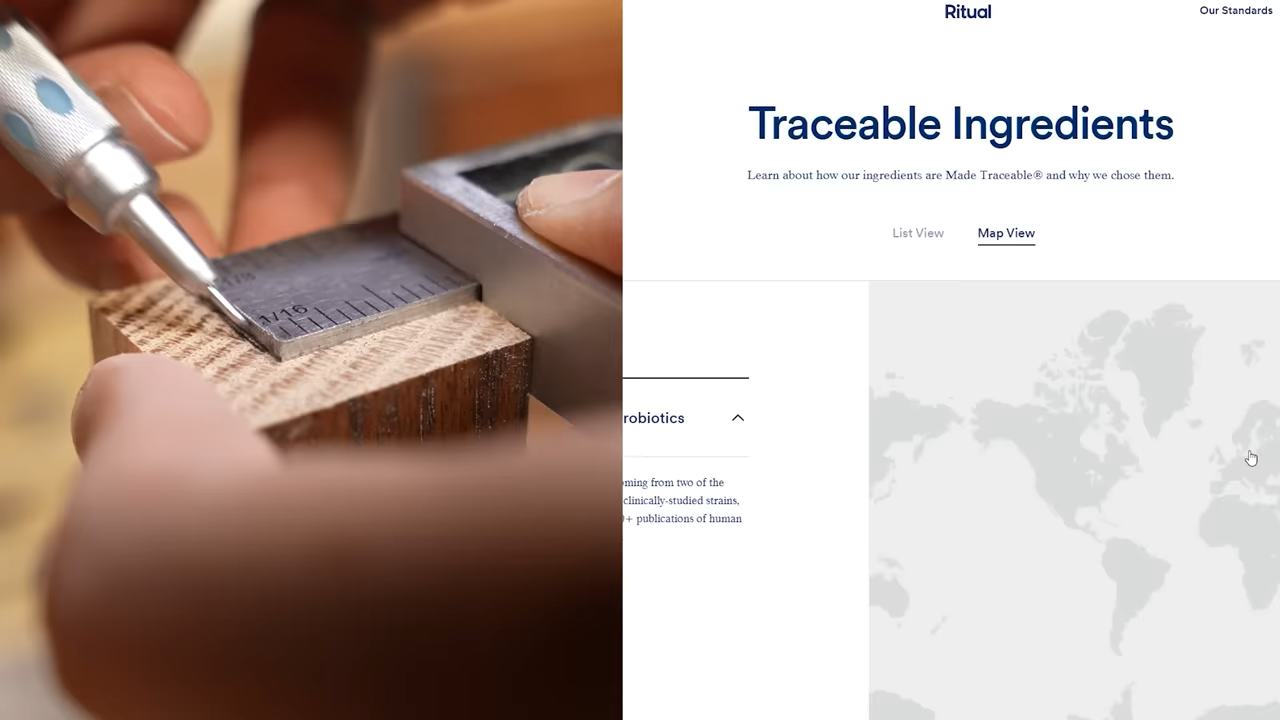 Ritual
Our Standards
Traceable Ingredients
Learn about how our ingredients are Made Traceable® and why we chose them.
List View
Map View
1/16
robiotics
oming from two of the
clinically-studied strains,
0+ publications of human